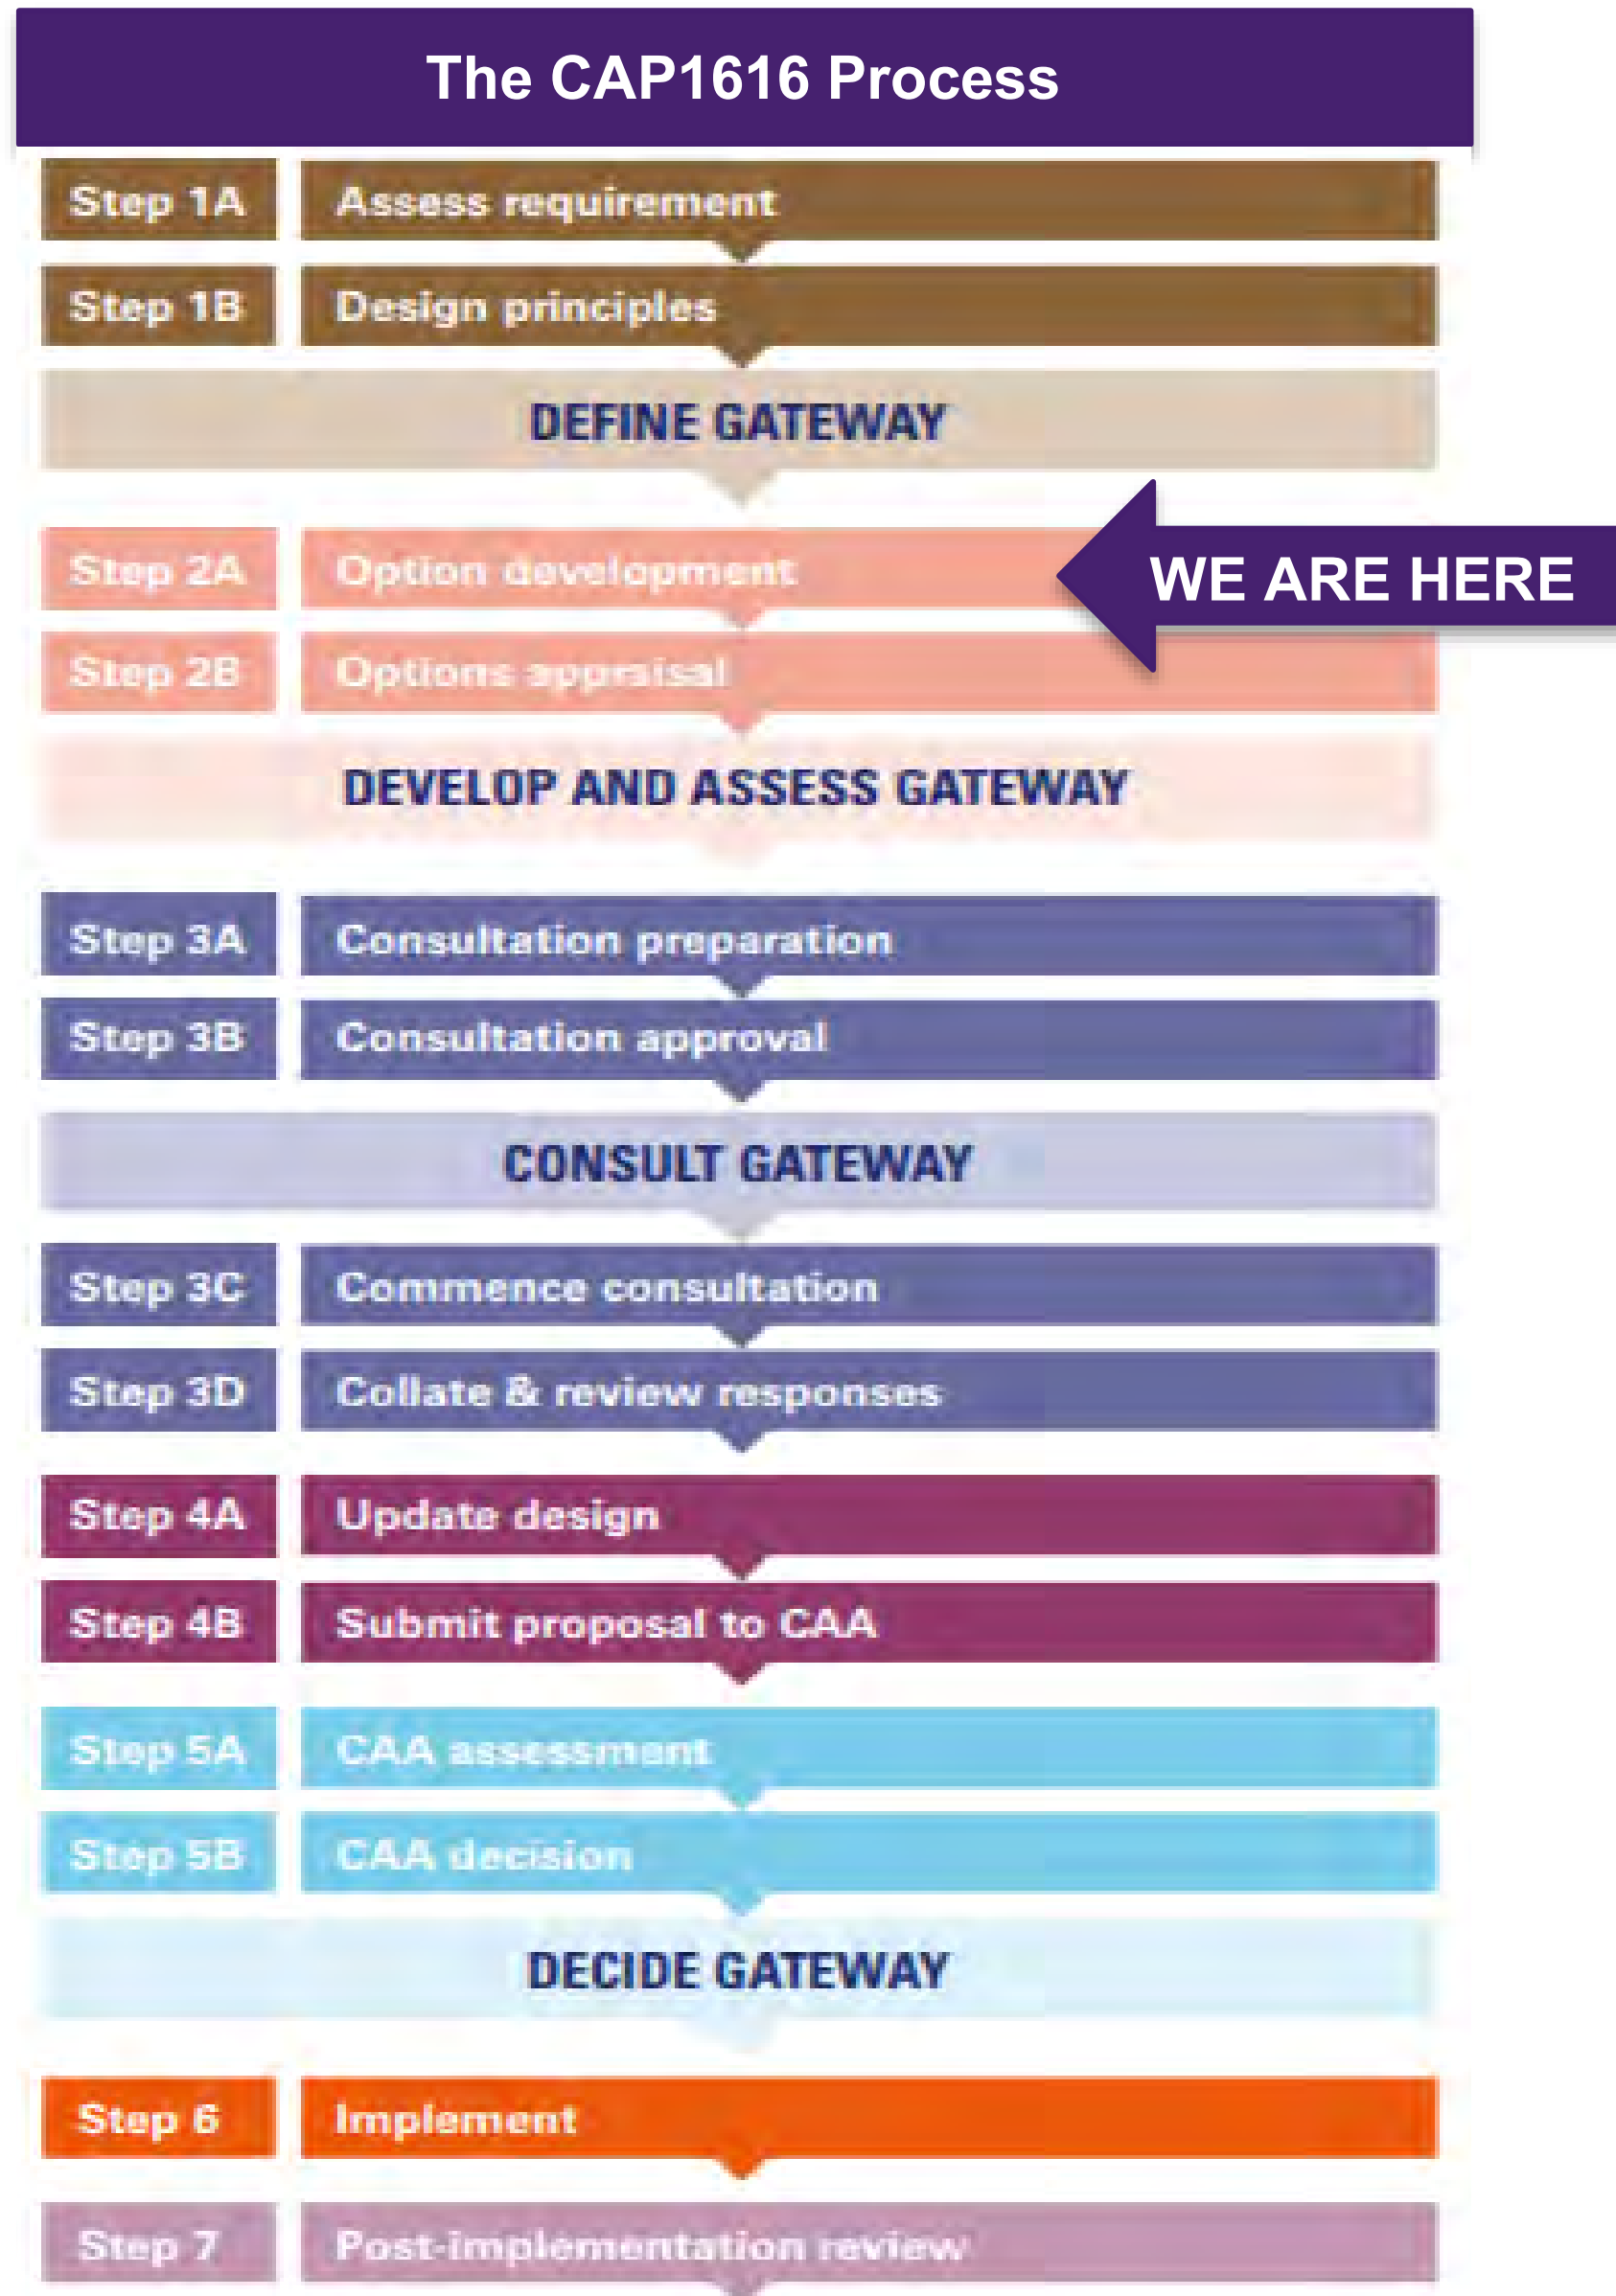 The CAP1616 Process
Step 1A Assess requirement
Step 1B Design principles
DEFINE GATEWAY
Step 2A Option development
WE ARE HERE
Step 2B Options appraisal
DEVELOP AND ASSESS GATEWAY
Step 3A Consultation preparation
Step 3B Consultation approval
CONSULT GATEWAY
Step 3C Commence consultation
Step 3D Collate & review responses
Step 4A Update design
Step 4B Submit proposal to CAA
Step 5A CAA assessment
Step 5B CAA decision
DECIDE GATEWAY
Step 6 Implement
Step 7 Post-implementation review